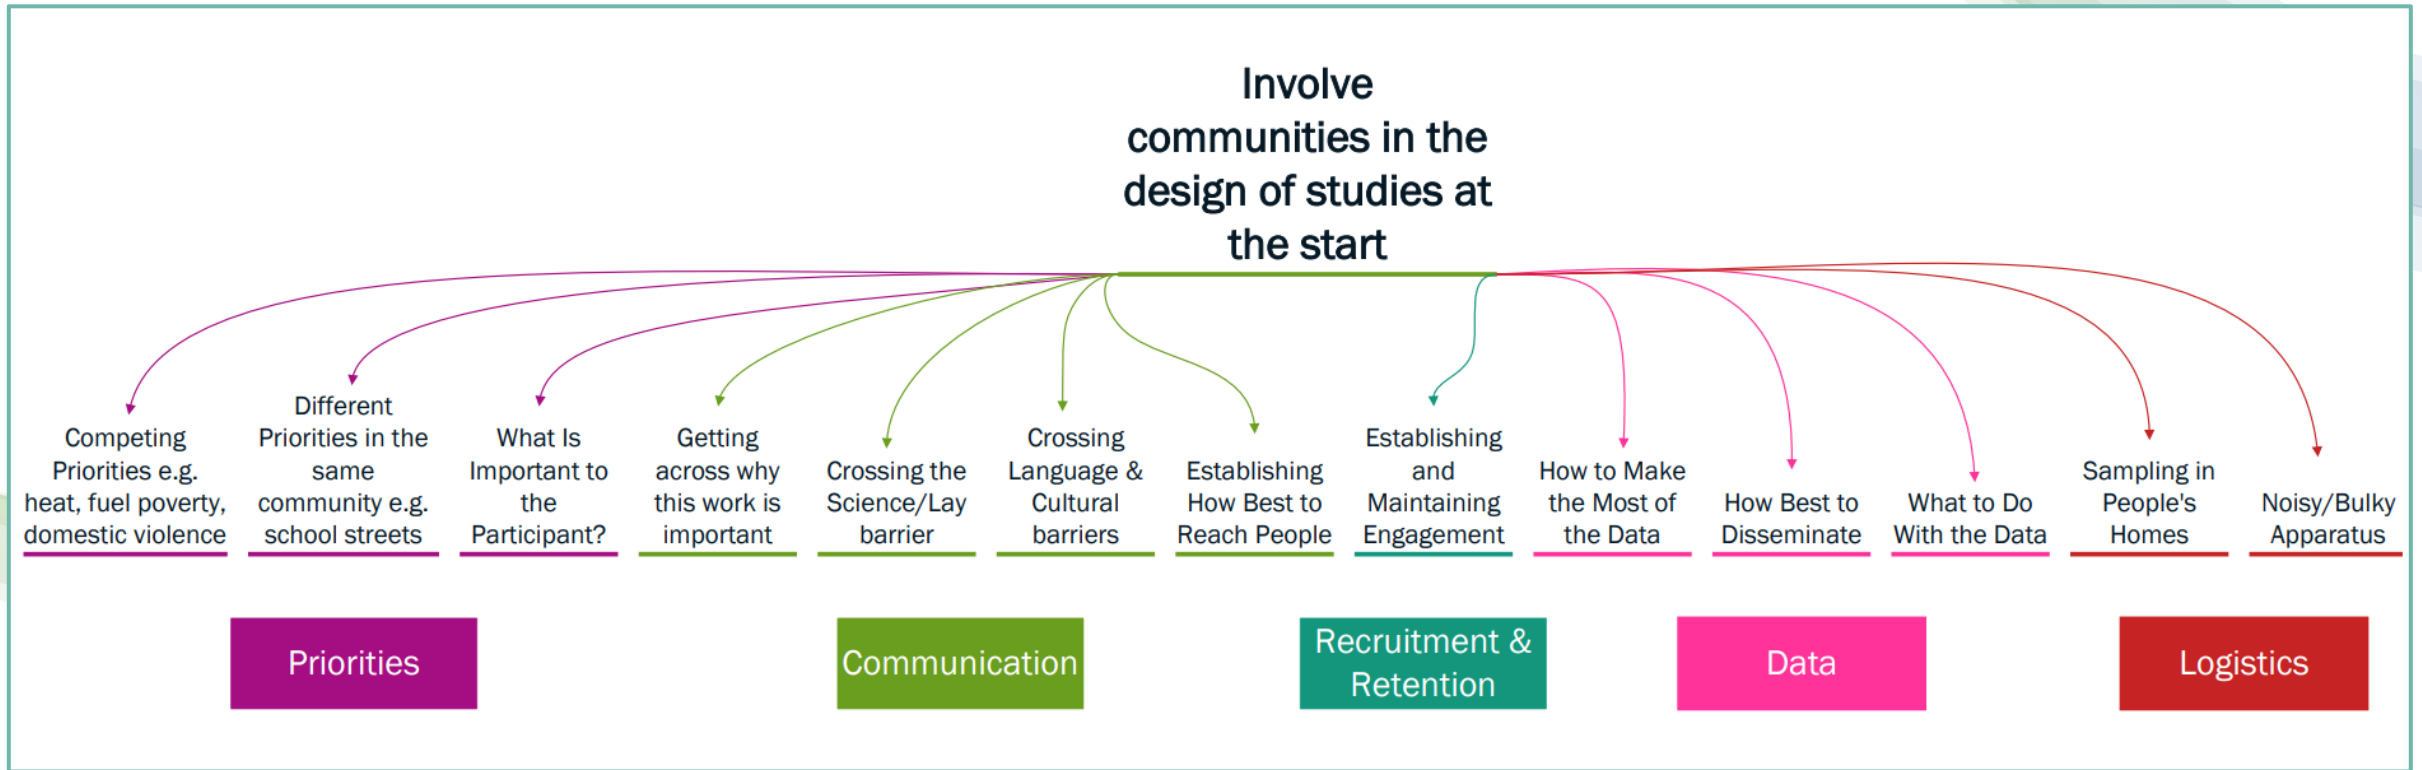 Involve
communities in the
design of studies at
the start
Competing
Priorities e.g.
heat, fuel poverty,
domestic violence
Different
Priorities in the
same
community e.g.
school streets
What Is
Important to
the
Participant?
Getting
across why
this work is
important
Crossing the
Science/Lay
barrier
Crossing
Language &
Cultural
barriers
Establishing
How Best to
Reach People
Establishing
and
Maintaining
Engagement
How to Make
the Most of
the Data
How Best to
Disseminate
What to Do
With the Data
Sampling in
People's
Homes
Noisy/Bulky
Apparatus
Priorities
Communication
Recruitment &
Retention
Data
Logistics